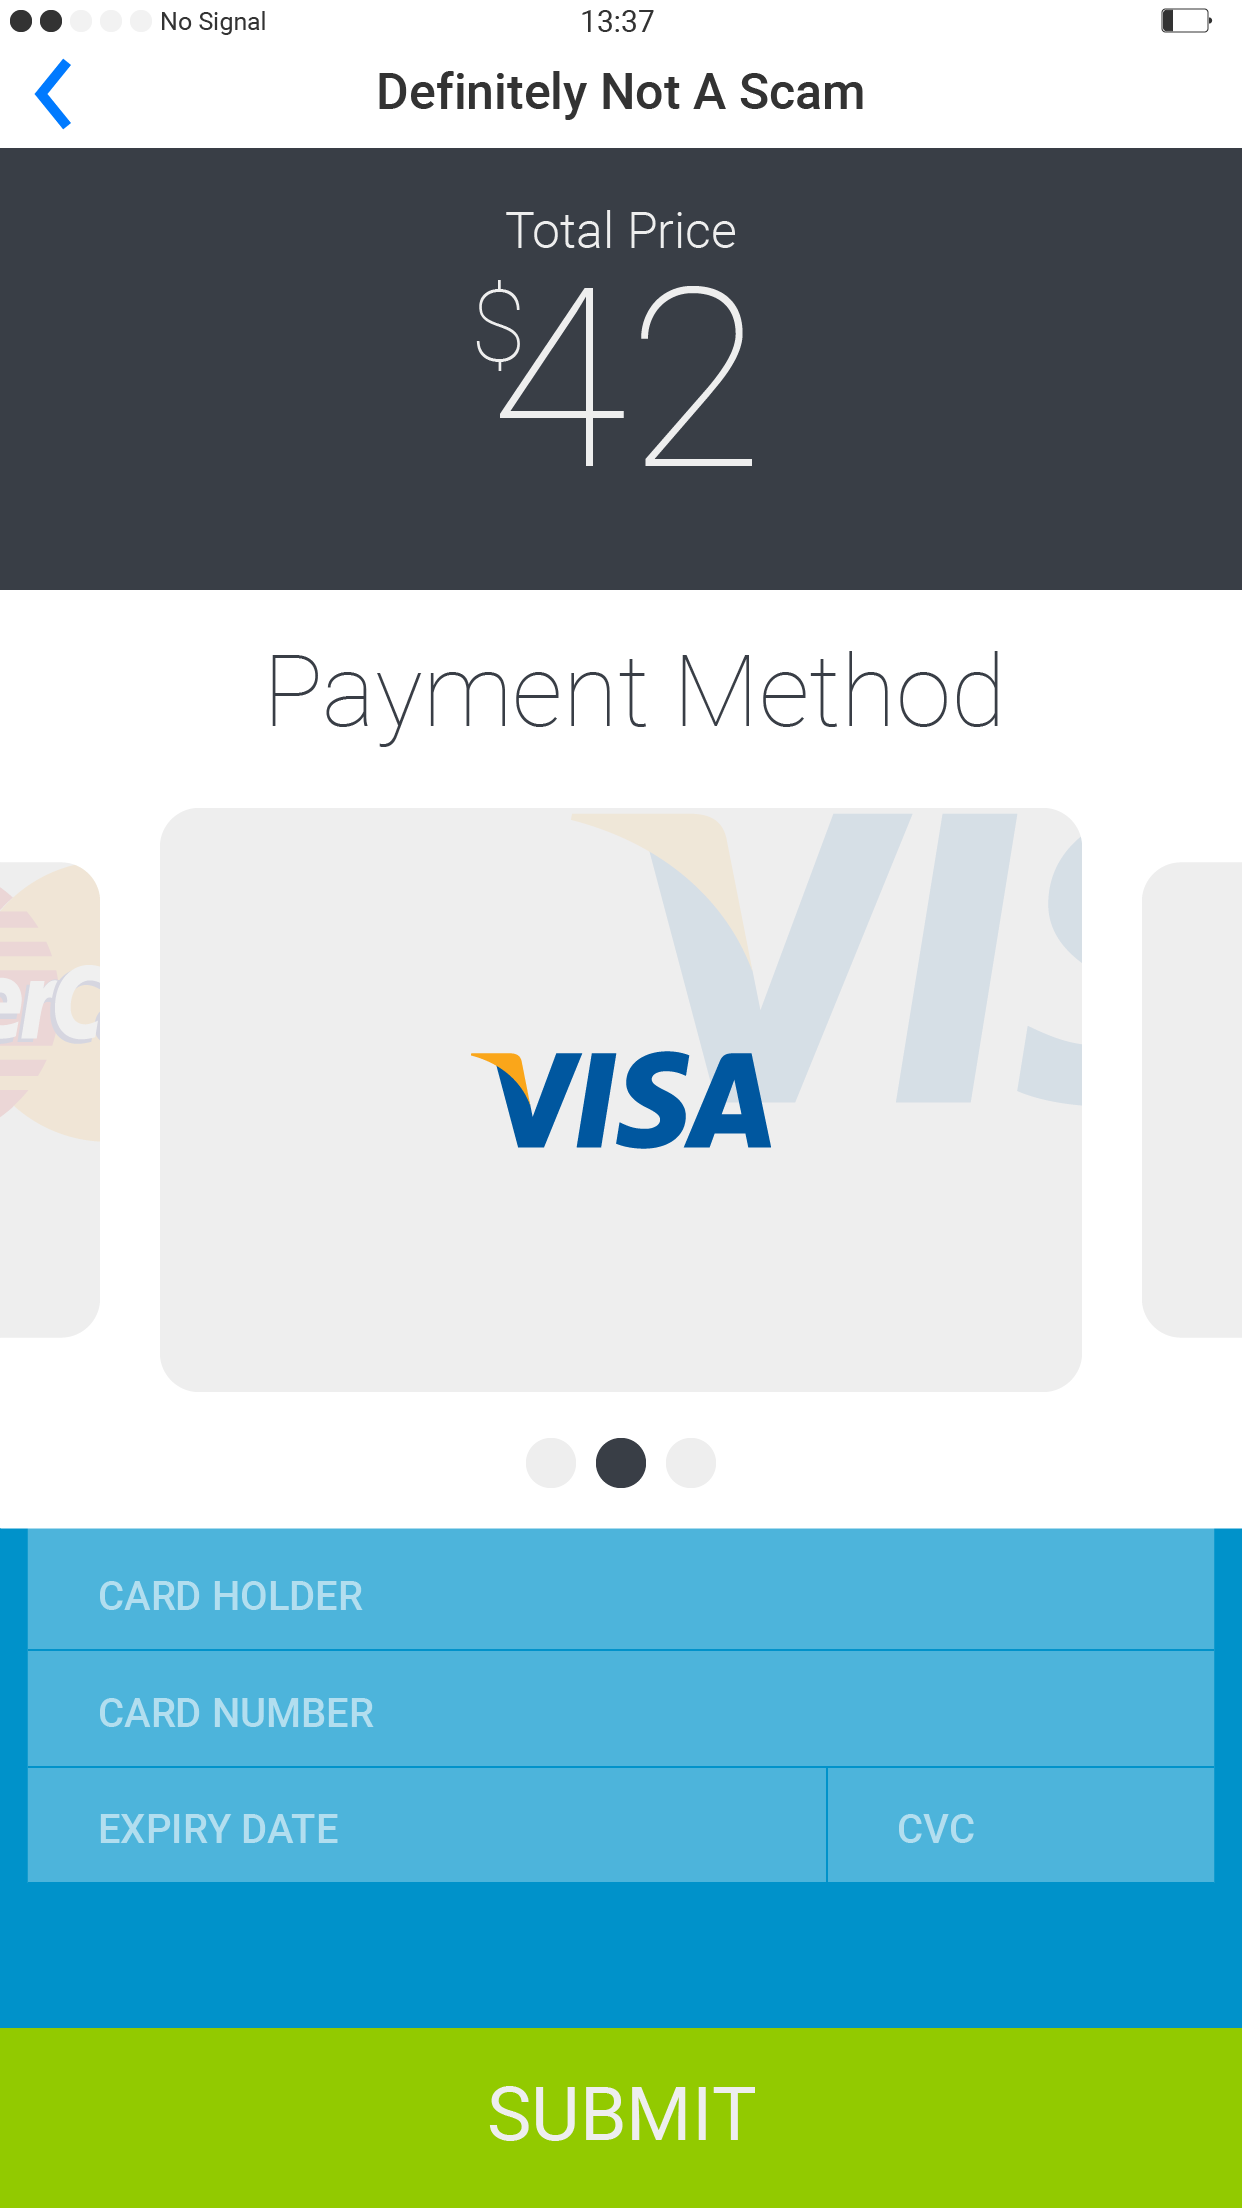 No Signal
13:37
Definitely Not A Scam
Total Price
$42
Payment Method
erC
VIS
VISA
CARD HOLDER
CARD NUMBER
EXPIRY DATE
CVC
SUBMIT